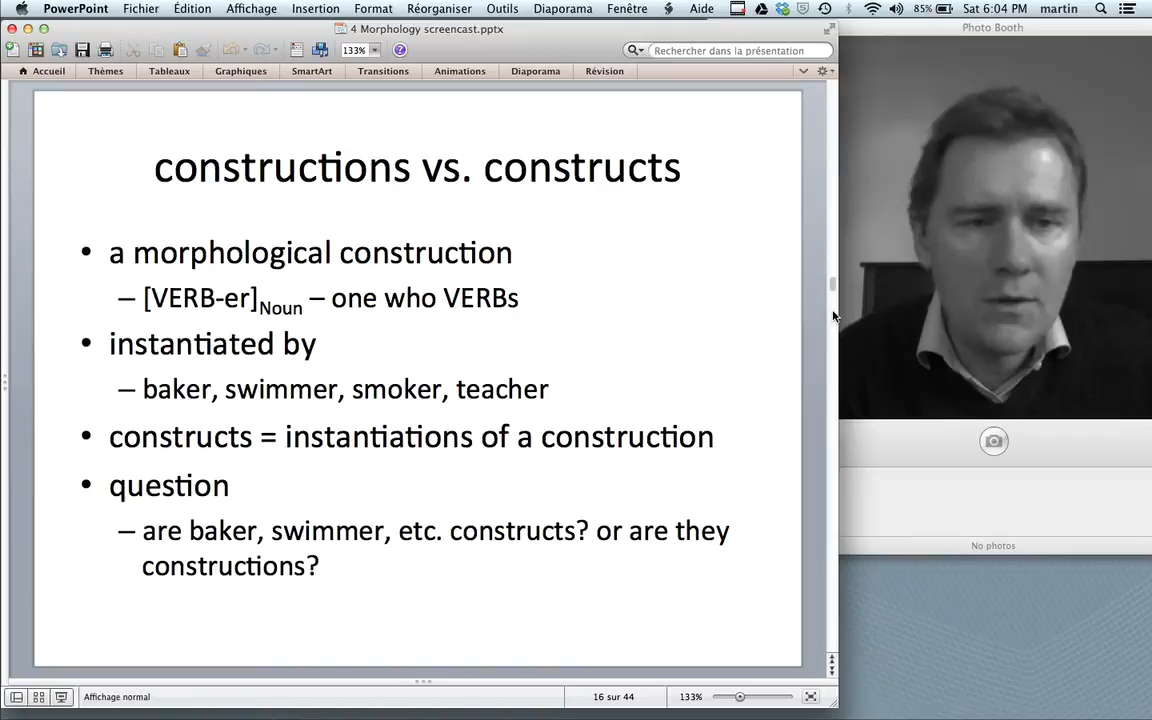 PowerPoint Fichier Édition Affichage Insertion Format Réorganiser Outils Diaporama Fenêtre Aide 85% Sat 6:04 PM martin
4 Morphology screencast.pptx
Photo Booth
133% Rechercher dans la présentation
Accueil Thèmes Tableaux Graphiques SmartArt Transitions Animations Diaporama Révision
constructions vs. constructs
• a morphological construction
– [VERB-er]Noun – one who VERBs
• instantiated by
– baker, swimmer, smoker, teacher
• constructs = instantiations of a construction
• question
– are baker, swimmer, etc. constructs? or are they
constructions?
No photos
Affichage normal 16 sur 44 133%